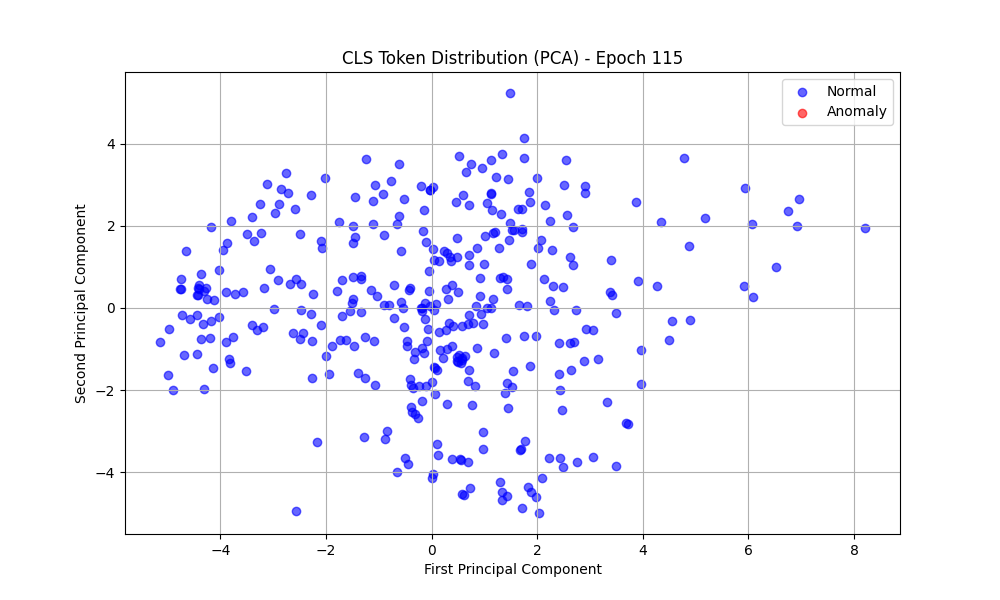 CLS Token Distribution (PCA) - Epoch 115
Normal
Anomaly
4
2
0
−2
−4
Second Principal Component
−4
−2
0
2
4
6
8
First Principal Component